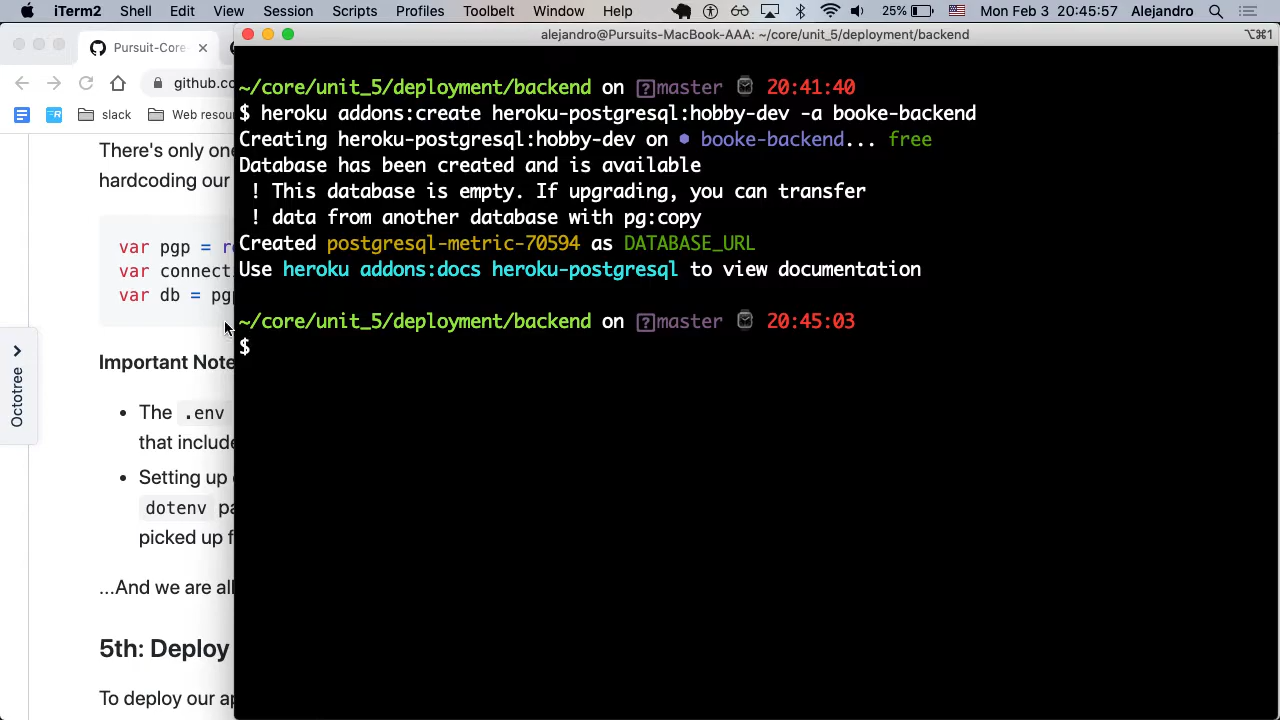 iTerm2 Shell Edit View Session Scripts Profiles Toolbelt Window Help 25% Mon Feb 3 20:45:57 Alejandro
Pursuit-Core-
alejandro@Pursuits-MacBook-AAA: ~/core/unit_5/deployment/backend ⌥⌘1
github.co
slack Web resou
There's only one
hardcoding our
var pgp = re
var connect
var db = pgp
Important Note
The .env
that include
Setting up
dotenv pa
picked up f
...And we are all
5th: Deploy
To deploy our ap
Octotree
~/core/unit_5/deployment/backend on ?master 20:41:40
$ heroku addons:create heroku-postgresql:hobby-dev -a booke-backend
Creating heroku-postgresql:hobby-dev on ⬢ booke-backend... free
Database has been created and is available
! This database is empty. If upgrading, you can transfer
! data from another database with pg:copy
Created postgresql-metric-70594 as DATABASE_URL
Use heroku addons:docs heroku-postgresql to view documentation
~/core/unit_5/deployment/backend on ?master 20:45:03
$